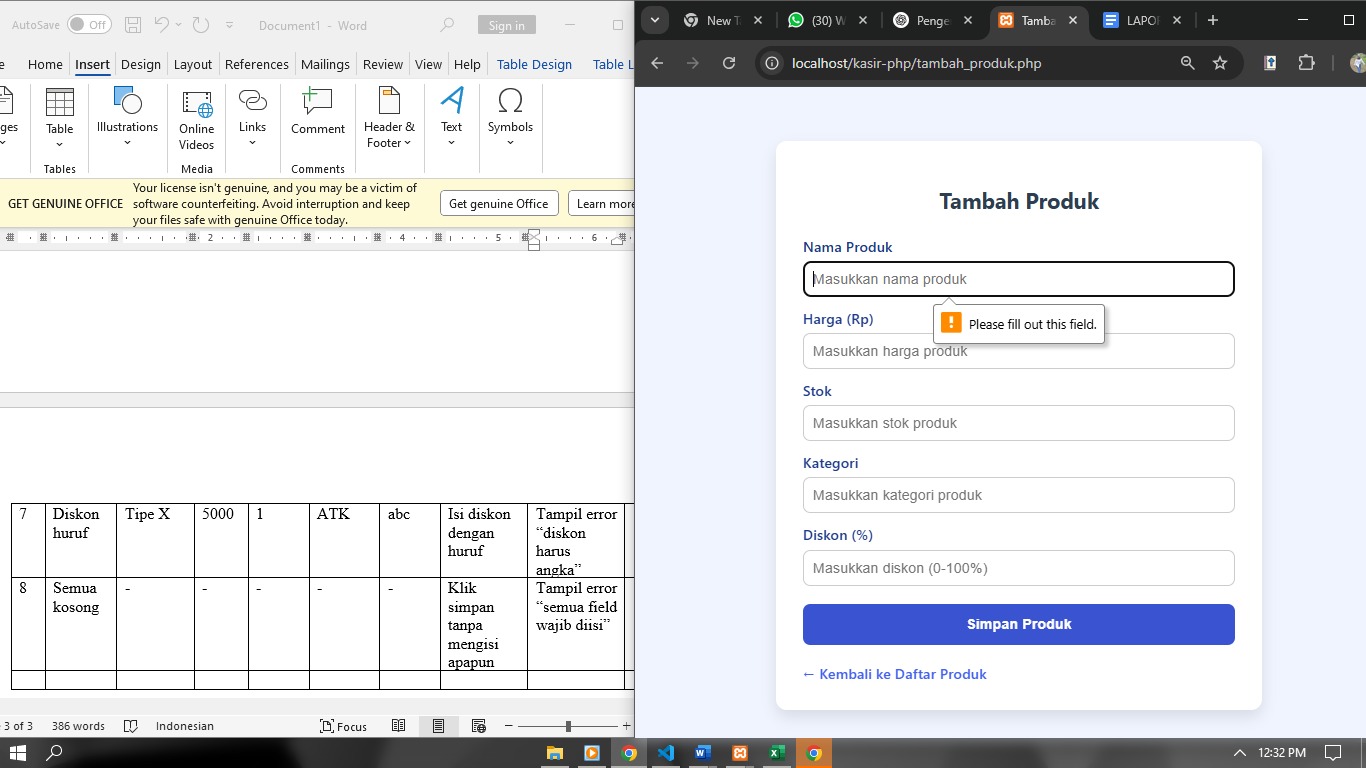 AutoSave Off Document1 - Word Sign in
Home Insert Design Layout References Mailings Review View Help Table Design Table L
ges
Table
Illustrations
Online
Videos
Links
Comment
Header &
Footer
Text
Symbols
Tables
Media
Comments
GET GENUINE OFFICE
Your license isn't genuine, and you may be a victim of
software counterfeiting. Avoid interruption and keep
your files safe with genuine Office today.
Get genuine Office
Learn more
2 4 5 6
7
Diskon
huruf
Tipe X
5000
1
ATK
abc
Isi diskon
dengan
huruf
Tampil error
“diskon
harus
angka”
8
Semua
kosong
-
-
-
-
-
Klik
simpan
tanpa
mengisi
apapun
Tampil error
“semua field
wajib diisi”
3 of 3 386 words Indonesian Focus
New T
(30) W
Penge
Tamba
LAPOR
localhost/kasir-php/tambah_produk.php
Tambah Produk
Nama Produk
Masukkan nama produk
Please fill out this field.
Harga (Rp)
Masukkan harga produk
Stok
Masukkan stok produk
Kategori
Masukkan kategori produk
Diskon (%)
Masukkan diskon (0-100%)
Simpan Produk
← Kembali ke Daftar Produk
12:32 PM